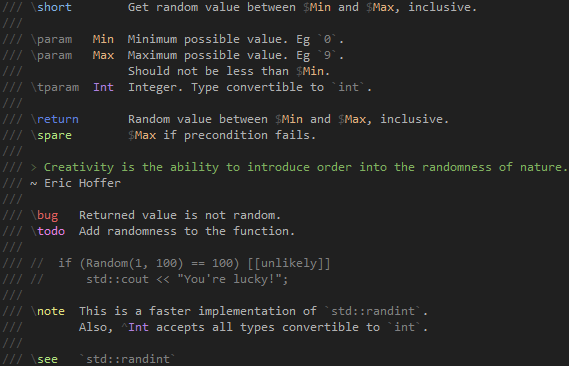 /// \short        Get random value between $Min and $Max, inclusive.
///
/// \param   Min  Minimum possible value. Eg `0`.
/// \param   Max  Maximum possible value. Eg `9`.
///               Should not be less than $Min.
/// \tparam  Int  Integer. Type convertible to `int`.
///
/// \return       Random value between $Min and $Max, inclusive.
/// \spare        $Max if precondition fails.
///
/// > Creativity is the ability to introduce order into the randomness of nature.
/// ~ Eric Hoffer
///
/// \bug   Returned value is not random.
/// \todo  Add randomness to the function.
///
/// //  if (Random(1, 100) == 100) [[unlikely]]
/// //      std::cout << "You're lucky!";
///
/// \note  This is a faster implementation of `std::randint`.
///        Also, ^Int accepts all types convertible to `int`.
///
/// \see   `std::randint`